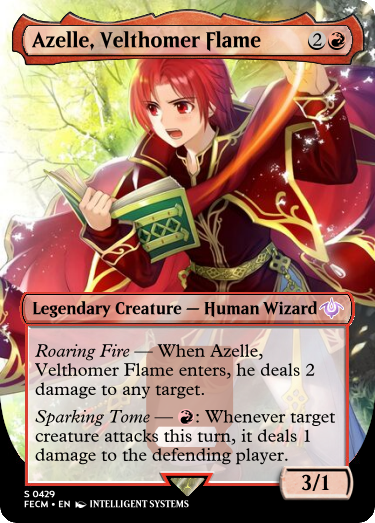 Azelle, Velthomer Flame 2
Legendary Creature — Human Wizard
Roaring Fire — When Azelle,
Velthomer Flame enters, he deals 2
damage to any target.
Sparking Tome — : Whenever target
creature attacks this turn, it deals 1
damage to the defending player.
3/1
S 0429
FECM • EN INTELLIGENT SYSTEMS